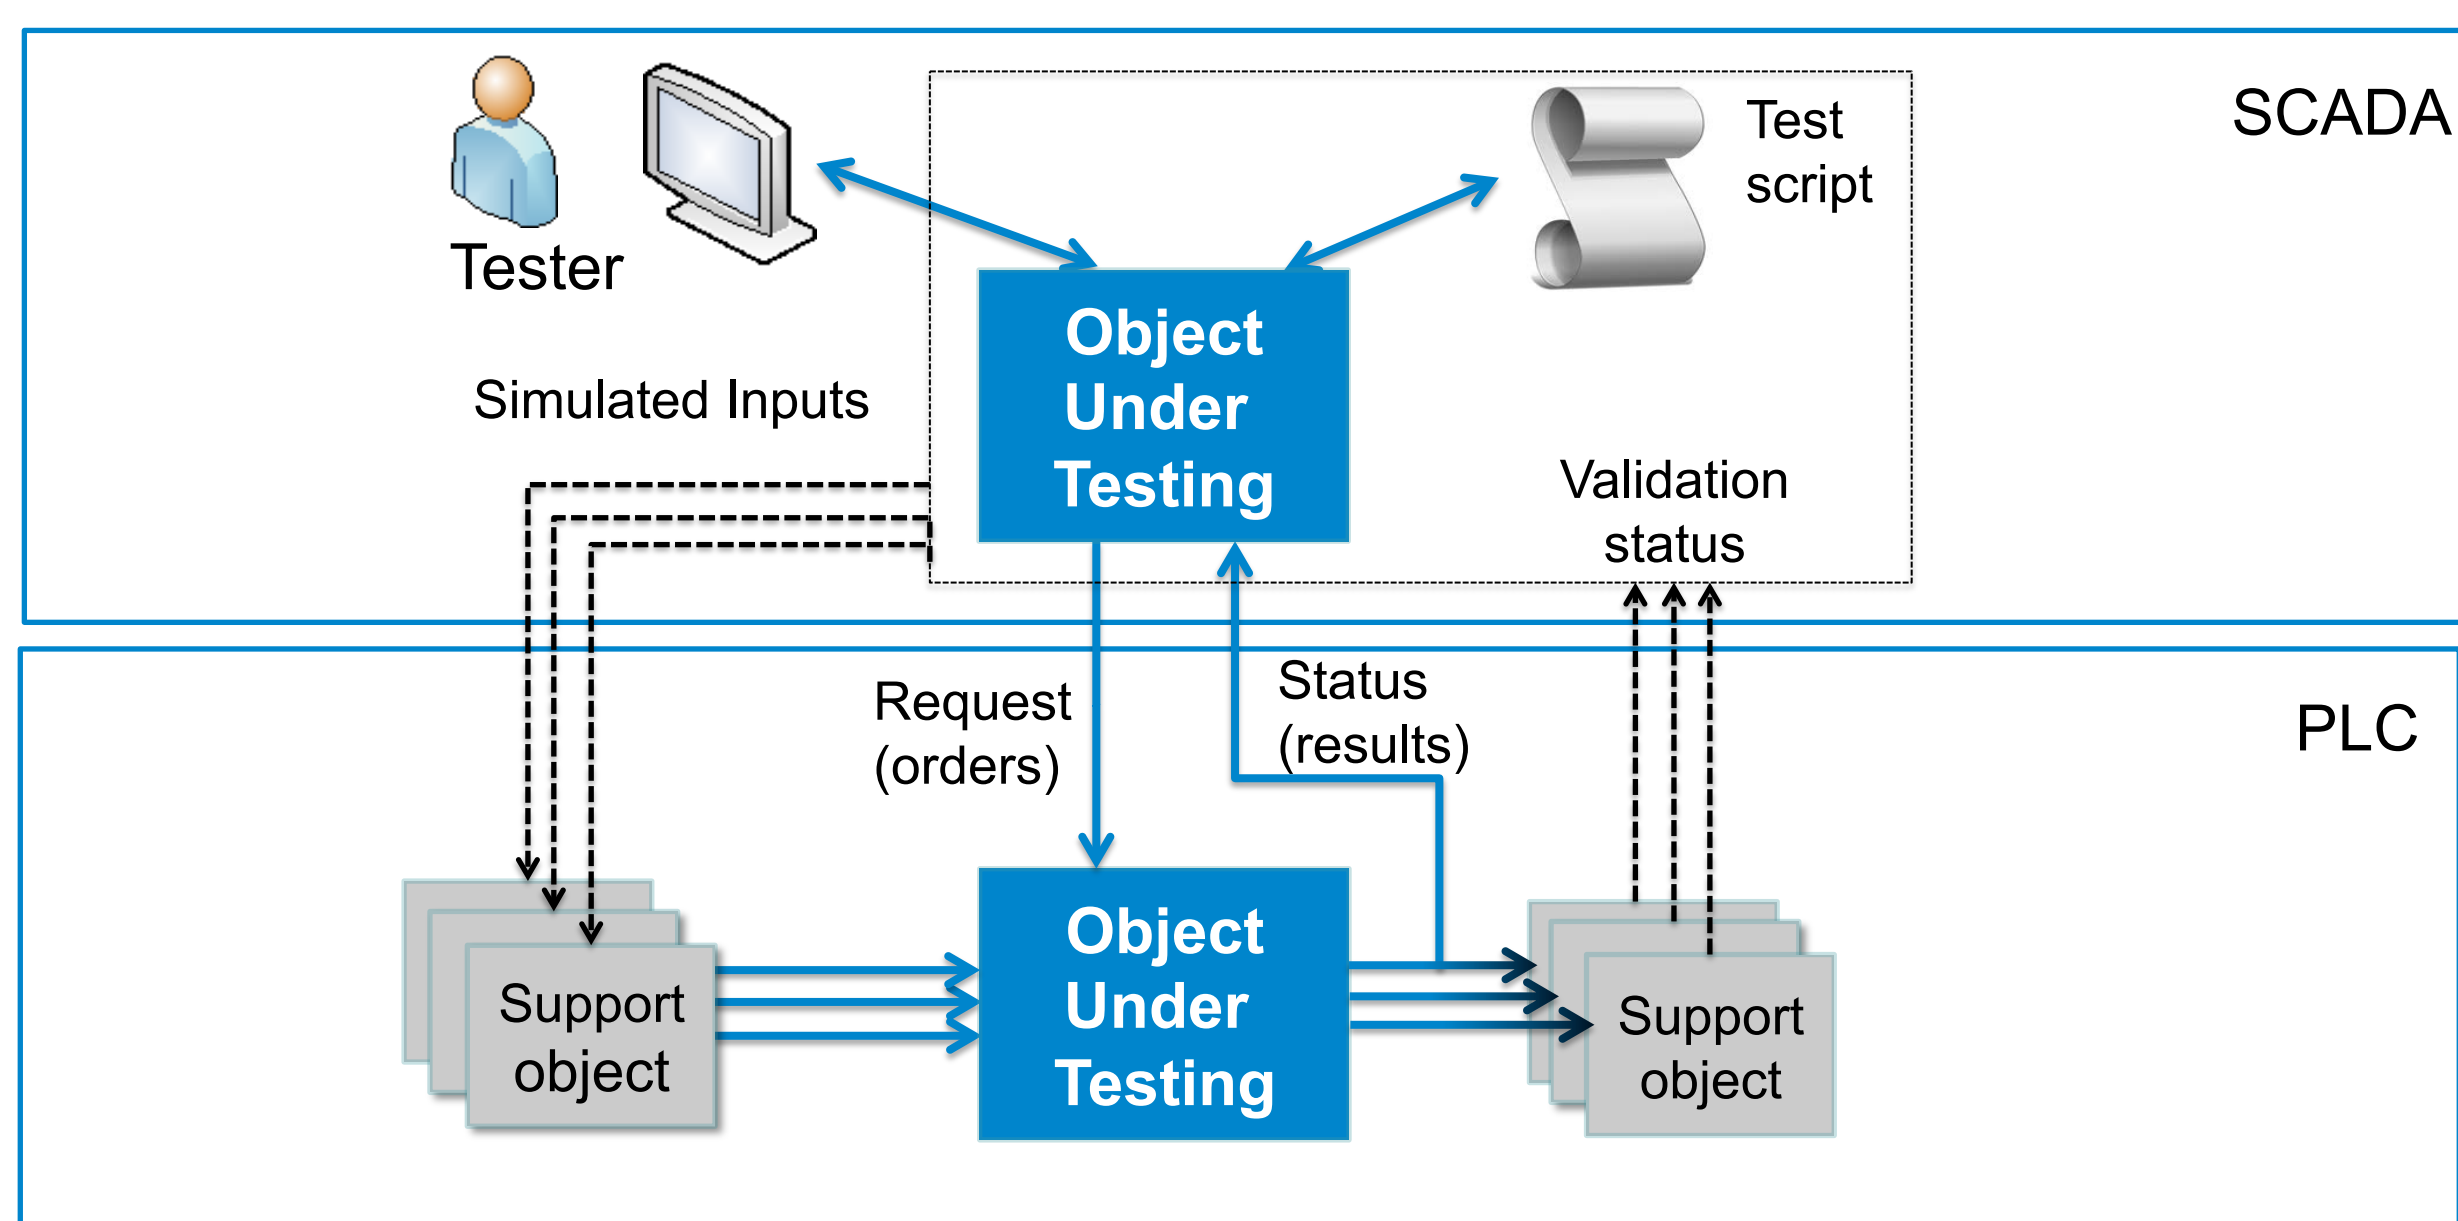 SCADA
Test
script
Tester
Object
Under
Testing
Simulated Inputs
Validation
status
PLC
Request
(orders)
Status
(results)
Support
object
Object
Under
Testing
Support
object